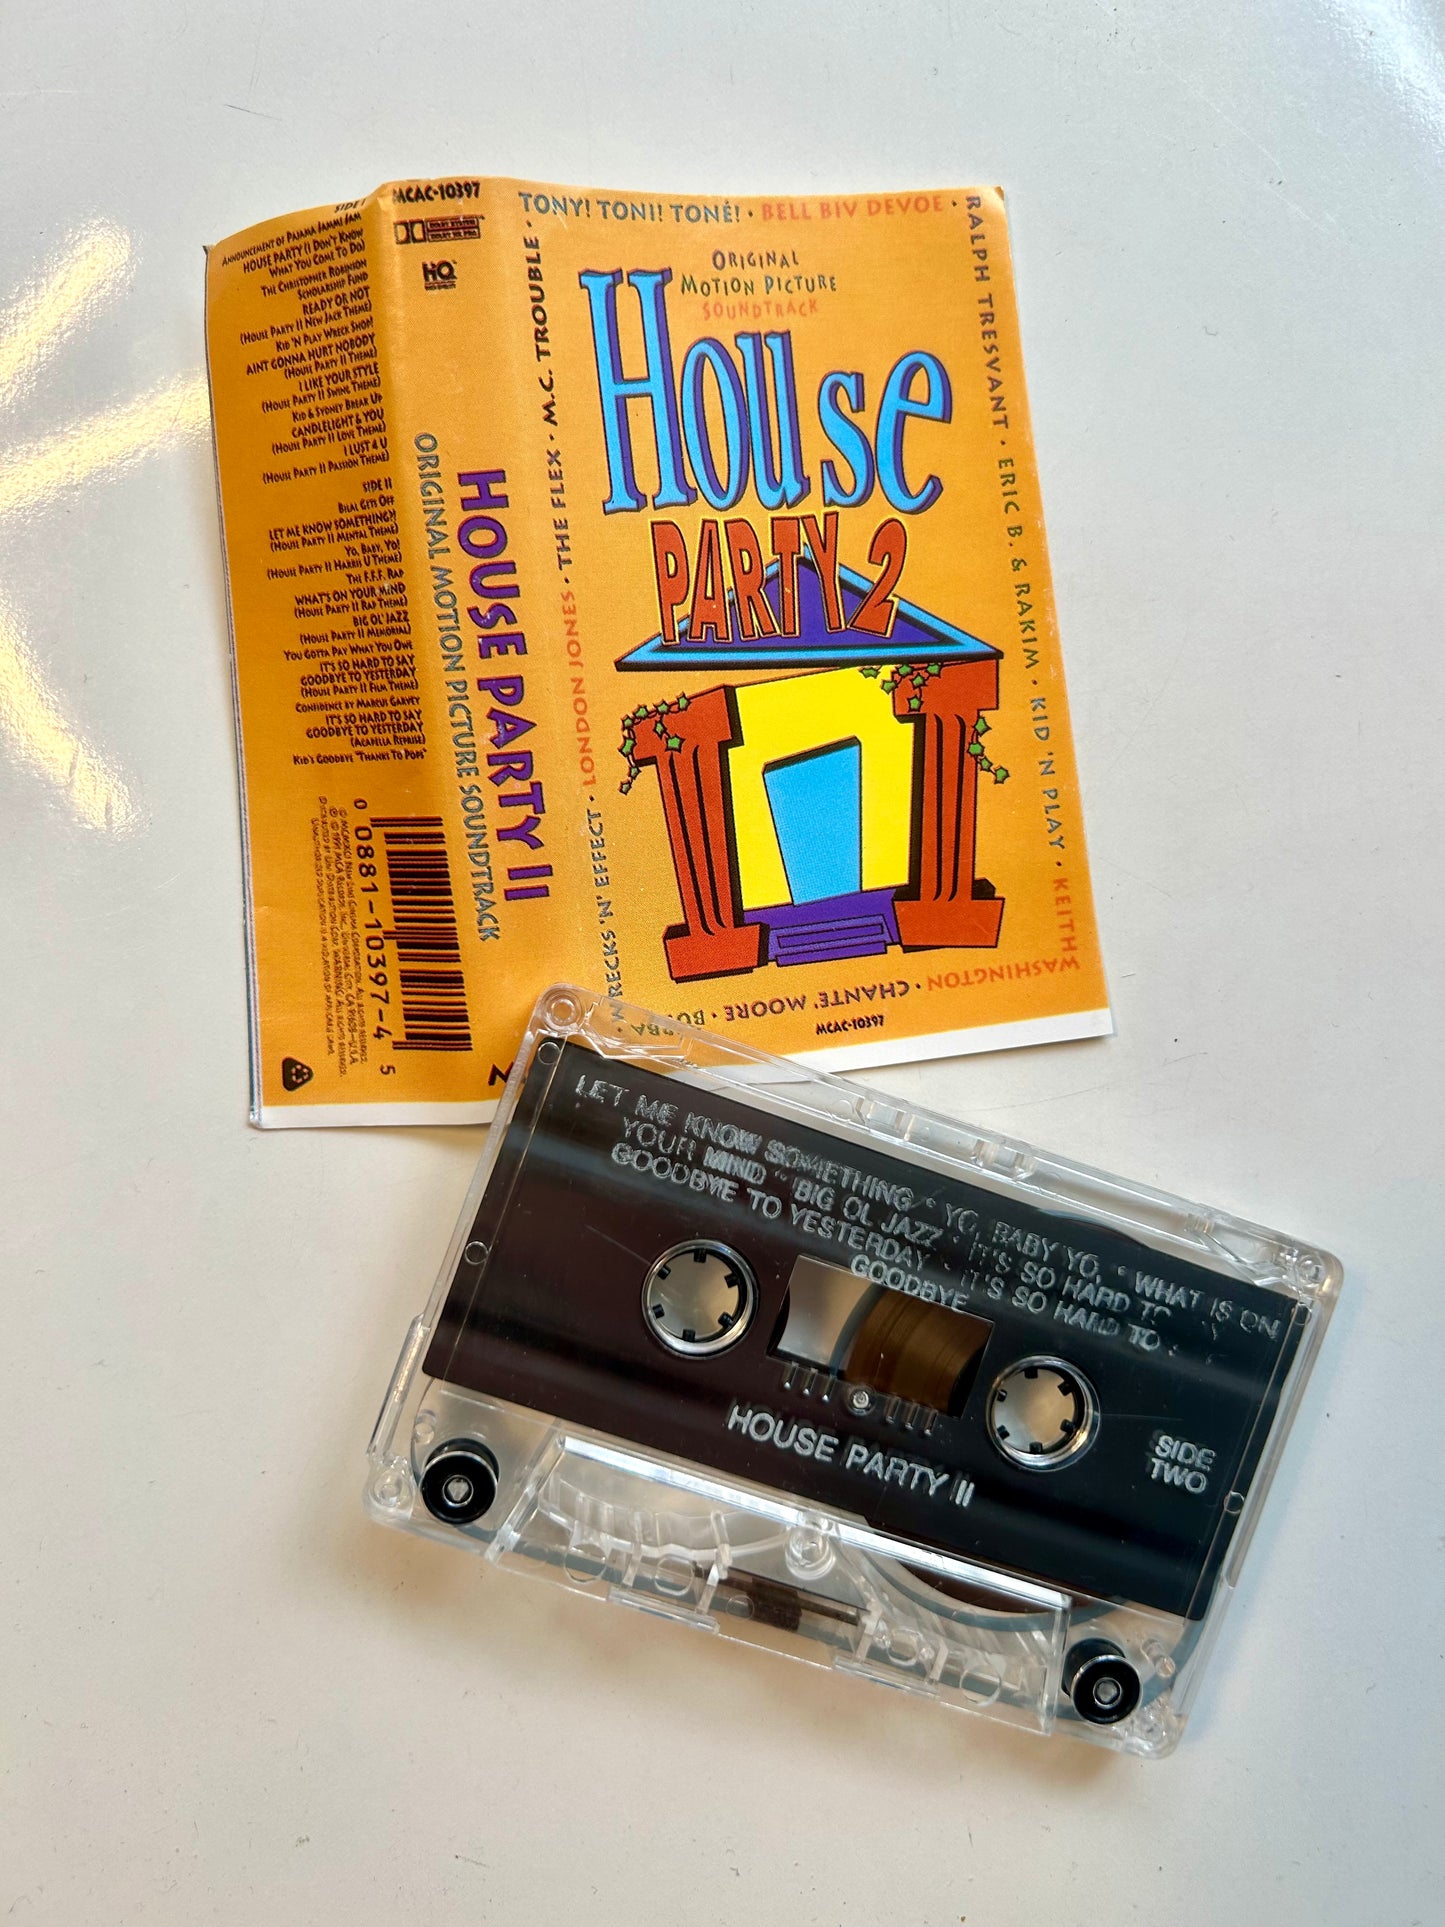 SIDE I
ANNOUNCEMENT OF PAJAMA JAMMI JAM
HOUSE PARTY (I DON'T KNOW
WHAT YOU COME TO DO)
THE CHRISTOPHER ROBINSON
SCHOLARSHIP FUND
READY OR NOT
(HOUSE PARTY II NEW JACK THEME)
KID 'N PLAY WRECK SHOP!
AINT GONNA HURT NOBODY
(HOUSE PARTY II THEME)
I LIKE YOUR STYLE
(HOUSE PARTY II SWING THEME)
KID & SYDNEY BREAK UP
CANDLELIGHT & YOU
(HOUSE PARTY II LOVE THEME)
I LUST 4 U
(HOUSE PARTY II PASSION THEME)
SIDE II
BILAL GETS OFF
LET ME KNOW SOMETHING?!
(HOUSE PARTY II MENTAL THEME)
YO, BABY, YO!
(HOUSE PARTY II HARRIS U THEME)
THE F.F.F. RAP
WHAT'S ON YOUR MIND
(HOUSE PARTY II RAP THEME)
BIG OL' JAZZ
(HOUSE PARTY II MEMORIAL)
YOU GOTTA PAY WHAT YOU OWE
IT'S SO HARD TO SAY
GOODBYE TO YESTERDAY
(HOUSE PARTY II FILM THEME)
CONFIDENCE BY MARCUS GARVEY
IT'S SO HARD TO SAY
GOODBYE TO YESTERDAY
(ACAPELLA REPRISE)
KID'S GOODBYE "THANKS TO POPS"
0 08811-10397-4 5
MCAC-10397
DOLBY SYSTEM
DOLBY HX PRO
HQ
HOUSE PARTY II
ORIGINAL MOTION PICTURE SOUNDTRACK
TONY! TONI! TONÉ! • BELL BIV DEVOE •
RALPH TRESVANT • ERIC B. & RAKIM • KID 'N PLAY • KEITH
WASHINGTON • CHANTE' MOORE •
WRECKS 'N' EFFECT • LONDON JONES • THE FLEX • M.C. TROUBLE •
ORIGINAL
MOTION PICTURE
SOUNDTRACK
HOUSE
PARTY 2
MCAC-10397
LET ME KNOW SOMETHING • YO, BABY YO, • WHAT IS ON
YOUR MIND • BIG OL JAZZ • IT'S SO HARD TO
GOODBYE TO YESTERDAY • IT'S SO HARD TO
GOODBYE
HOUSE PARTY II
SIDE
TWO